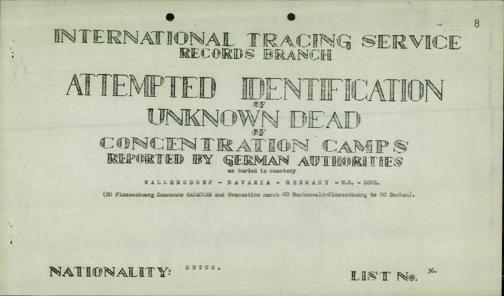 8
INTERNATIONAL TRACING SERVICE
RECORDS BRANCH
ATTEMPTED IDENTIFICATION
OF
UNKNOWN DEAD
OF
CONCENTRATION CAMPS
REPORTED BY GERMAN AUTHORITIES
as buried in cemetery
WALLERSDORF - BAVARIA - GERMANY - U.S. - ZONE.
(CC Flossenbuerg Kommando GANACKER and Evacuation march CC Buchenwald-Flossenbuerg to CC Dachau).
NATIONALITY: DUTCH.
LIST No. 36.